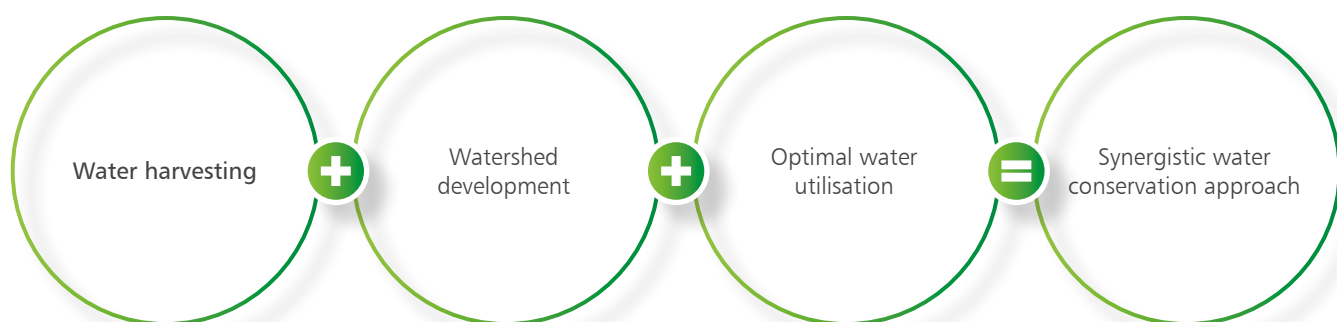 Water harvesting
+
Watershed
development
+
Optimal water
utilisation
=
Synergistic water
conservation approach